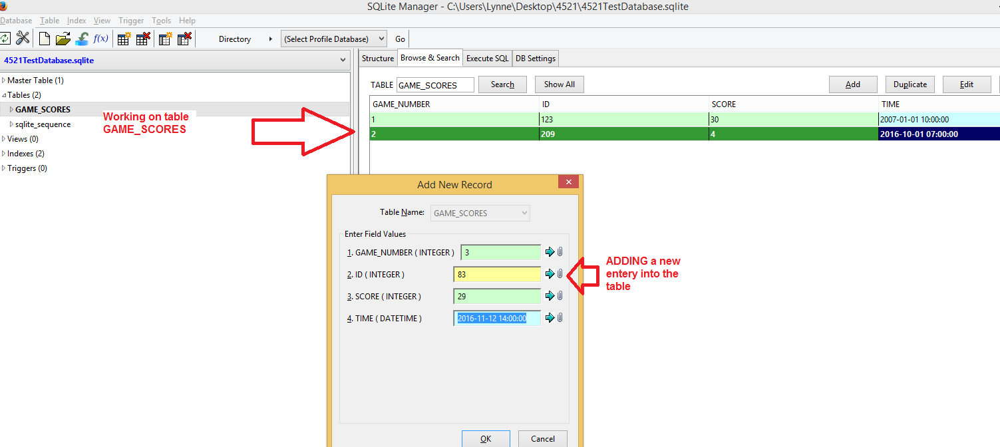 SQLite Manager - C:\Users\Lynne\Desktop\4521\4521TestDatabase.sqlite
Database Table Index View Trigger Tools Help
f(x) Directory (Select Profile Database) Go
4521TestDatabase.sqlite
Master Table (1)
Tables (2)
GAME_SCORES
sqlite_sequence
Views (0)
Indexes (2)
Triggers (0)
Working on table
GAME_SCORES
Structure Browse & Search Execute SQL DB Settings
TABLE GAME_SCORES Search Show All Add Duplicate Edit
GAME_NUMBER ID SCORE TIME
1 123 30 2007-01-01 10:00:00
2 209 4 2016-10-01 07:00:00
Add New Record
Table Name: GAME_SCORES
Enter Field Values
1. GAME_NUMBER ( INTEGER ) 3
2. ID ( INTEGER ) 83
3. SCORE ( INTEGER ) 29
4. TIME ( DATETIME ) 2016-11-12 14:00:00
OK Cancel
ADDING a new
entery into the
table